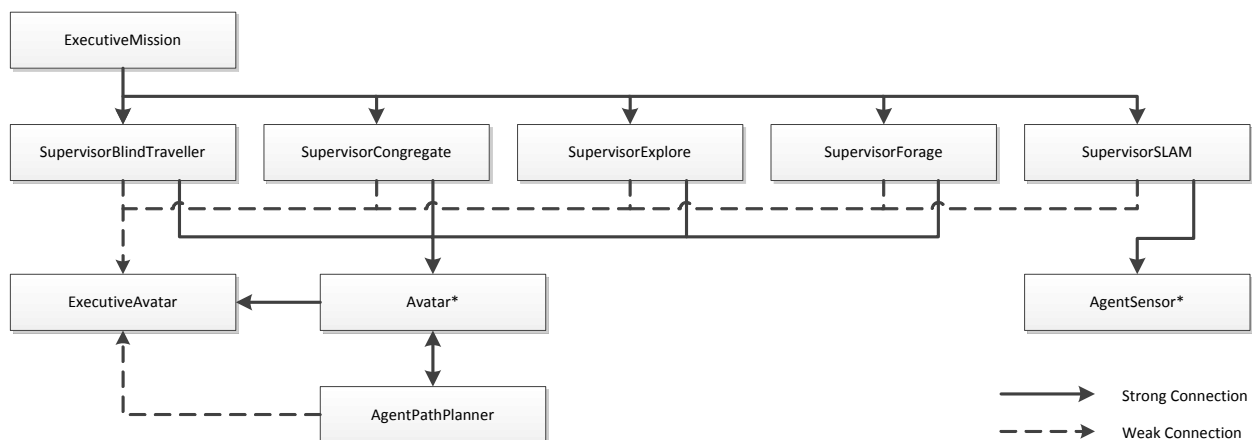 ExecutiveMission
SupervisorBlindTraveller
SupervisorCongregate
SupervisorExplore
SupervisorForage
SupervisorSLAM
ExecutiveAvatar
Avatar*
AgentSensor*
AgentPathPlanner
Strong Connection
Weak Connection